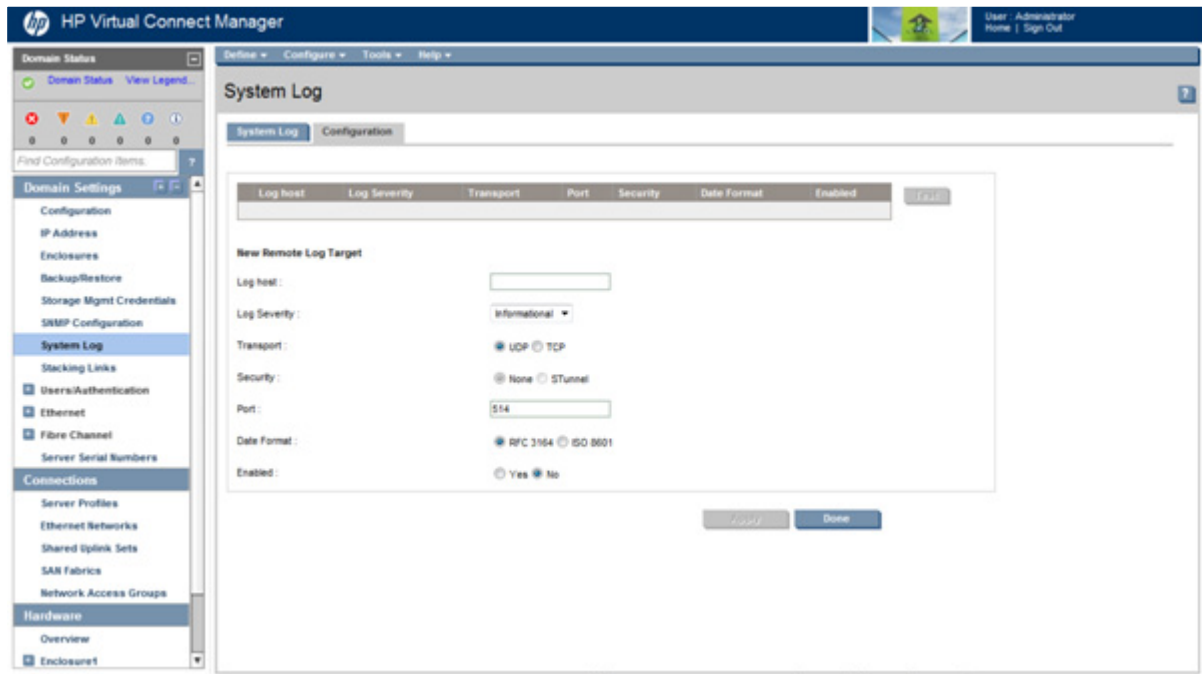 hp HP Virtual Connect Manager
User : Administrator
Home | Sign Out
Domain Status
Domain Status View Legend...
0 0 0 0 0 0
Find Configuration Items.
?
Domain Settings
Configuration
IP Address
Enclosures
Backup/Restore
Storage Mgmt Credentials
SNMP Configuration
System Log
Stacking Links
Users/Authentication
Ethernet
Fibre Channel
Server Serial Numbers
Connections
Server Profiles
Ethernet Networks
Shared Uplink Sets
SAN Fabrics
Network Access Groups
Hardware
Overview
Enclosure1
Define Configure Tools Help
System Log
?
System Log Configuration
Log host Log Severity Transport Port Security Date Format Enabled
Test
New Remote Log Target
Log host :
Log Severity : Informational
Transport : UDP TCP
Security : None STunnel
Port : 514
Date Format : RFC 3164 ISO 8601
Enabled : Yes No
Apply Done